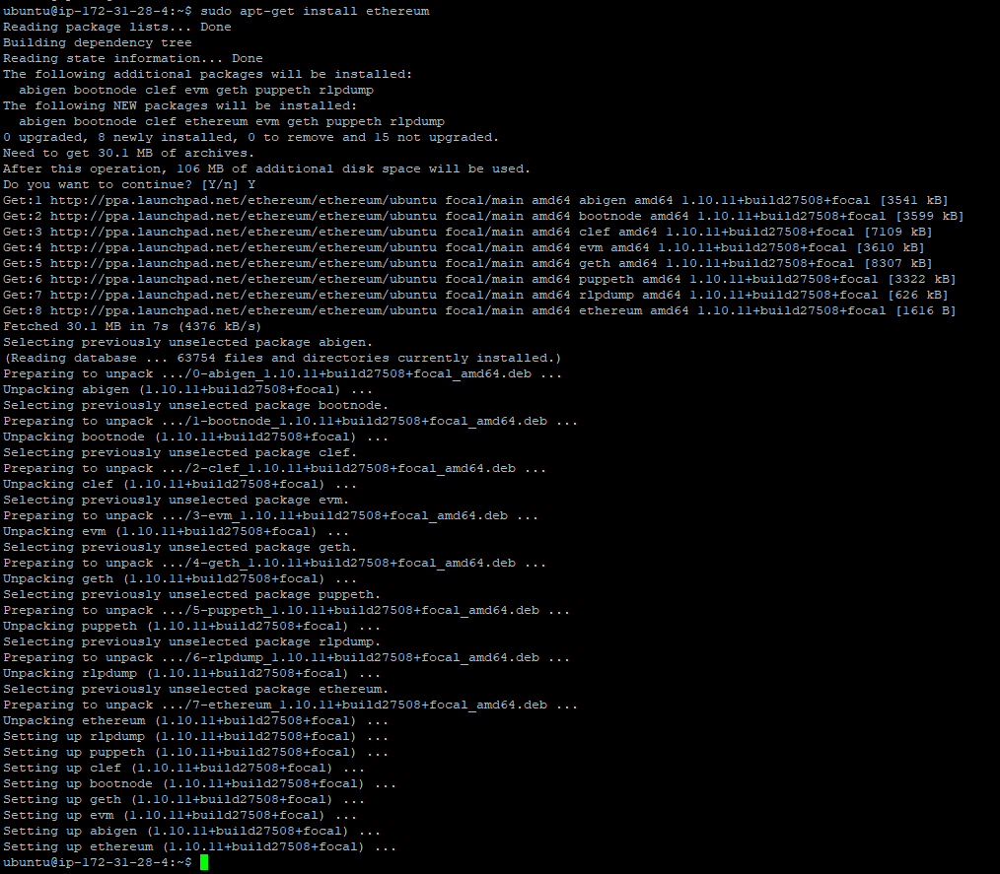 ubuntu@ip-172-31-28-4:~$ sudo apt-get install ethereum
Reading package lists... Done
Building dependency tree
Reading state information... Done
The following additional packages will be installed:
  abigen bootnode clef evm geth puppeth rlpdump
The following NEW packages will be installed:
  abigen bootnode clef ethereum evm geth puppeth rlpdump
0 upgraded, 8 newly installed, 0 to remove and 15 not upgraded.
Need to get 30.1 MB of archives.
After this operation, 106 MB of additional disk space will be used.
Do you want to continue? [Y/n] Y
Get:1 http://ppa.launchpad.net/ethereum/ethereum/ubuntu focal/main amd64 abigen amd64 1.10.11+build27508+focal [3541 kB]
Get:2 http://ppa.launchpad.net/ethereum/ethereum/ubuntu focal/main amd64 bootnode amd64 1.10.11+build27508+focal [3599 kB]
Get:3 http://ppa.launchpad.net/ethereum/ethereum/ubuntu focal/main amd64 clef amd64 1.10.11+build27508+focal [7109 kB]
Get:4 http://ppa.launchpad.net/ethereum/ethereum/ubuntu focal/main amd64 evm amd64 1.10.11+build27508+focal [3610 kB]
Get:5 http://ppa.launchpad.net/ethereum/ethereum/ubuntu focal/main amd64 geth amd64 1.10.11+build27508+focal [8307 kB]
Get:6 http://ppa.launchpad.net/ethereum/ethereum/ubuntu focal/main amd64 puppeth amd64 1.10.11+build27508+focal [3322 kB]
Get:7 http://ppa.launchpad.net/ethereum/ethereum/ubuntu focal/main amd64 rlpdump amd64 1.10.11+build27508+focal [626 kB]
Get:8 http://ppa.launchpad.net/ethereum/ethereum/ubuntu focal/main amd64 ethereum amd64 1.10.11+build27508+focal [1616 B]
Fetched 30.1 MB in 7s (4376 kB/s)
Selecting previously unselected package abigen.
(Reading database ... 63754 files and directories currently installed.)
Preparing to unpack .../0-abigen_1.10.11+build27508+focal_amd64.deb ...
Unpacking abigen (1.10.11+build27508+focal) ...
Selecting previously unselected package bootnode.
Preparing to unpack .../1-bootnode_1.10.11+build27508+focal_amd64.deb ...
Unpacking bootnode (1.10.11+build27508+focal) ...
Selecting previously unselected package clef.
Preparing to unpack .../2-clef_1.10.11+build27508+focal_amd64.deb ...
Unpacking clef (1.10.11+build27508+focal) ...
Selecting previously unselected package evm.
Preparing to unpack .../3-evm_1.10.11+build27508+focal_amd64.deb ...
Unpacking evm (1.10.11+build27508+focal) ...
Selecting previously unselected package geth.
Preparing to unpack .../4-geth_1.10.11+build27508+focal_amd64.deb ...
Unpacking geth (1.10.11+build27508+focal) ...
Selecting previously unselected package puppeth.
Preparing to unpack .../5-puppeth_1.10.11+build27508+focal_amd64.deb ...
Unpacking puppeth (1.10.11+build27508+focal) ...
Selecting previously unselected package rlpdump.
Preparing to unpack .../6-rlpdump_1.10.11+build27508+focal_amd64.deb ...
Unpacking rlpdump (1.10.11+build27508+focal) ...
Selecting previously unselected package ethereum.
Preparing to unpack .../7-ethereum_1.10.11+build27508+focal_amd64.deb ...
Unpacking ethereum (1.10.11+build27508+focal) ...
Setting up rlpdump (1.10.11+build27508+focal) ...
Setting up puppeth (1.10.11+build27508+focal) ...
Setting up clef (1.10.11+build27508+focal) ...
Setting up bootnode (1.10.11+build27508+focal) ...
Setting up geth (1.10.11+build27508+focal) ...
Setting up evm (1.10.11+build27508+focal) ...
Setting up abigen (1.10.11+build27508+focal) ...
Setting up ethereum (1.10.11+build27508+focal) ...
ubuntu@ip-172-31-28-4:~$